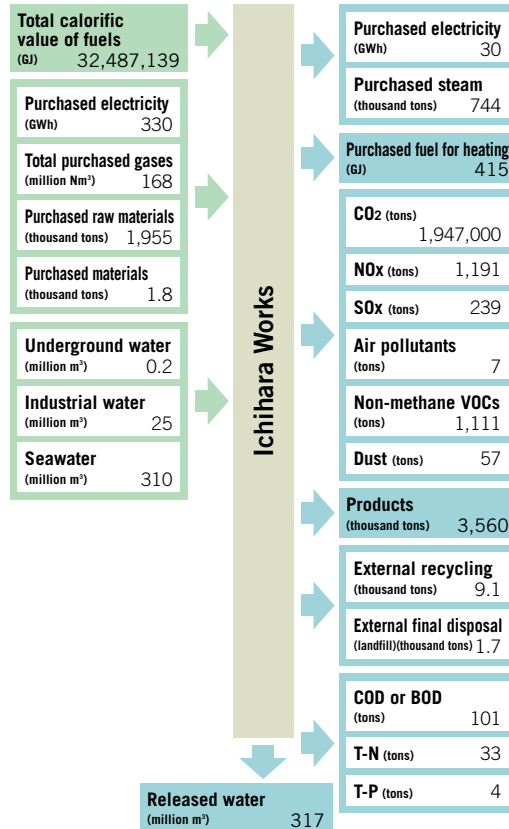 Total calorific
value of fuels
(GJ) 32,487,139
Purchased electricity
(GWh) 330
Total purchased gases
(million Nm³) 168
Purchased raw materials
(thousand tons) 1,955
Purchased materials
(thousand tons) 1.8
Underground water
(million m³) 0.2
Industrial water
(million m³) 25
Seawater
(million m³) 310
Ichihara Works
Purchased electricity
(GWh) 30
Purchased steam
(thousand tons) 744
Purchased fuel for heating
(GJ) 415
CO2 (tons)
1,947,000
NOx (tons) 1,191
SOx (tons) 239
Air pollutants
(tons) 7
Non-methane VOCs
(tons) 1,111
Dust (tons) 57
Products
(thousand tons) 3,560
External recycling
(thousand tons) 9.1
External final disposal
(landfill)(thousand tons) 1.7
COD or BOD
(tons) 101
T-N (tons) 33
T-P (tons) 4
Released water
(million m³) 317